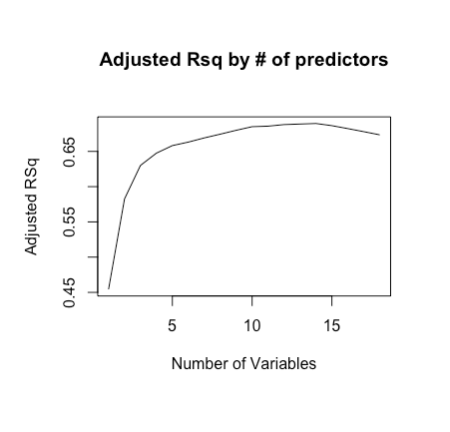 Adjusted Rsq by # of predictors
Adjusted RSq
0.65
0.55
0.45
5 10 15
Number of Variables